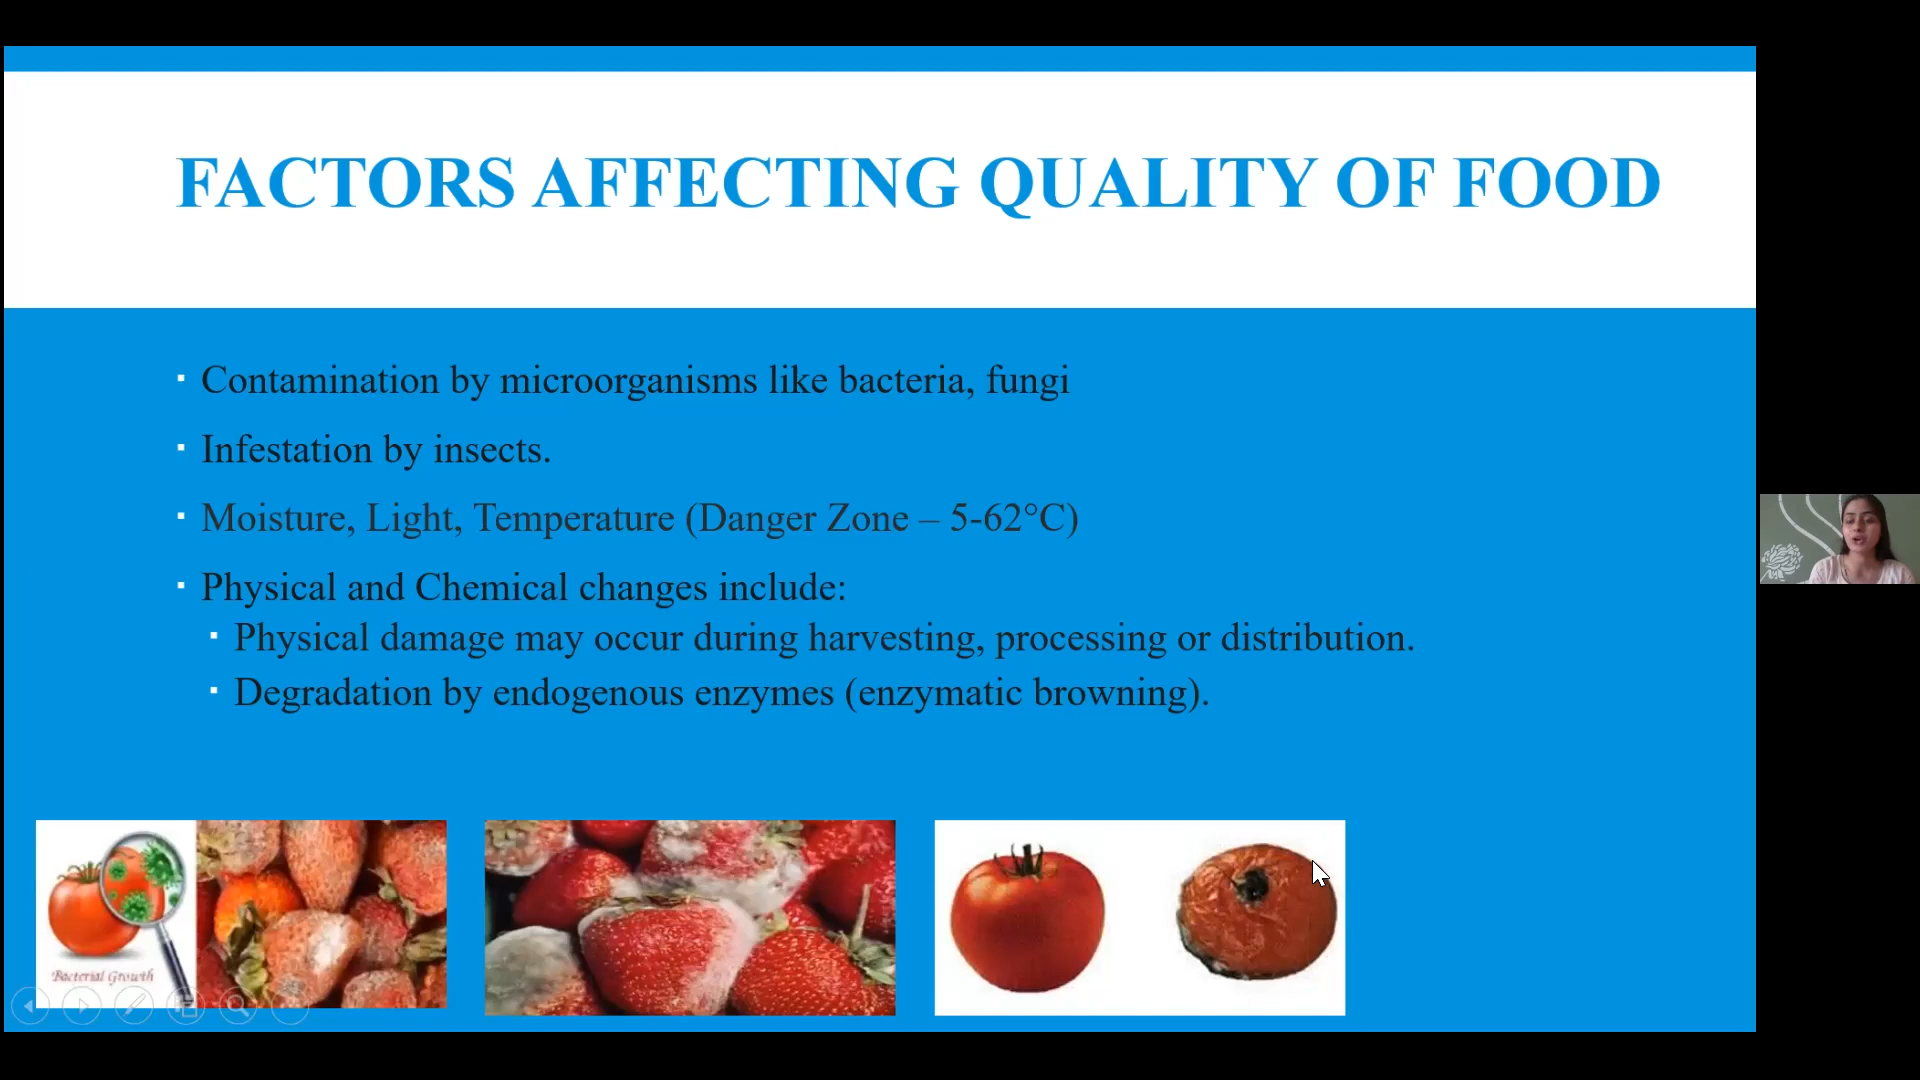 FACTORS AFFECTING QUALITY OF FOOD
Contamination by microorganisms like bacteria, fungi
Infestation by insects.
Moisture, Light, Temperature (Danger Zone – 5-62°C)
Physical and Chemical changes include:
Physical damage may occur during harvesting, processing or distribution.
Degradation by endogenous enzymes (enzymatic browning).
Bacterial Growth